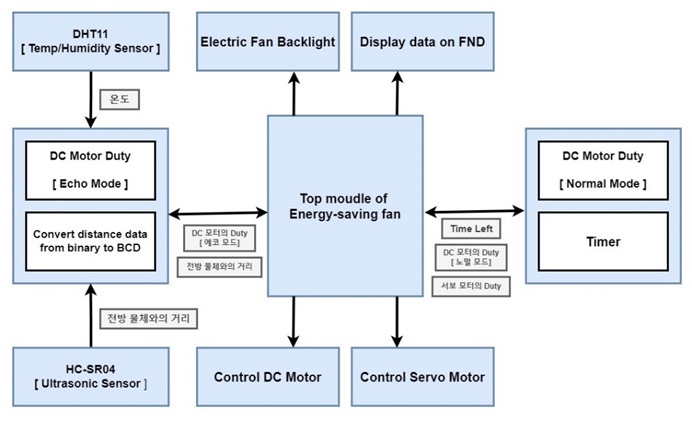 DHT11
[ Temp/Humidity Sensor ]
Electric Fan Backlight
Display data on FND
온도
DC Motor Duty
[ Echo Mode ]
Convert distance data
from binary to BCD
Top moudle of
Energy-saving fan
DC Motor Duty
[ Normal Mode ]
Timer
DC 모터의 Duty
[ 에코 모드]
전방 물체와의 거리
Time Left
DC 모터의 Duty
[ 노멀 모드]
서보 모터의 Duty
전방 물체와의 거리
HC-SR04
[ Ultrasonic Sensor ]
Control DC Motor
Control Servo Motor